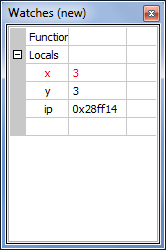 Watches (new)
Function
Locals
x 3
y 3
ip 0x28ff14